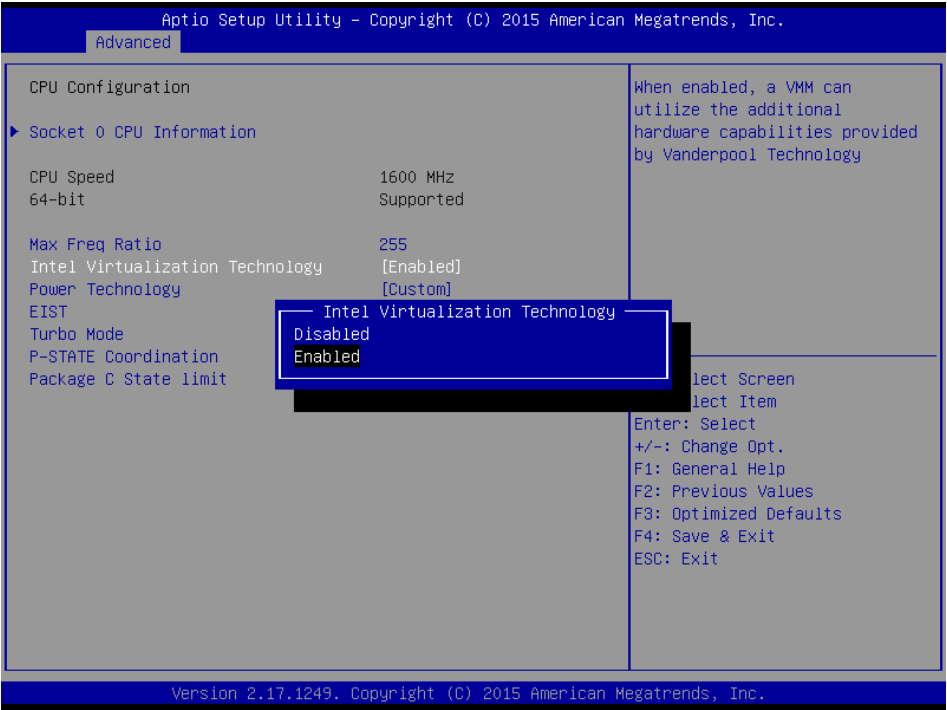 Aptio Setup Utility – Copyright (C) 2015 American Megatrends, Inc.
Advanced
CPU Configuration
Socket 0 CPU Information
CPU Speed 1600 MHz
64-bit Supported
Max Freq Ratio 255
Intel Virtualization Technology [Enabled]
Power Technology [Custom]
EIST
Turbo Mode
P-STATE Coordination
Package C State limit
Intel Virtualization Technology
Disabled
Enabled
When enabled, a VMM can
utilize the additional
hardware capabilities provided
by Vanderpool Technology
lect Screen
lect Item
Enter: Select
+/-: Change Opt.
F1: General Help
F2: Previous Values
F3: Optimized Defaults
F4: Save & Exit
ESC: Exit
Version 2.17.1249. Copyright (C) 2015 American Megatrends, Inc.